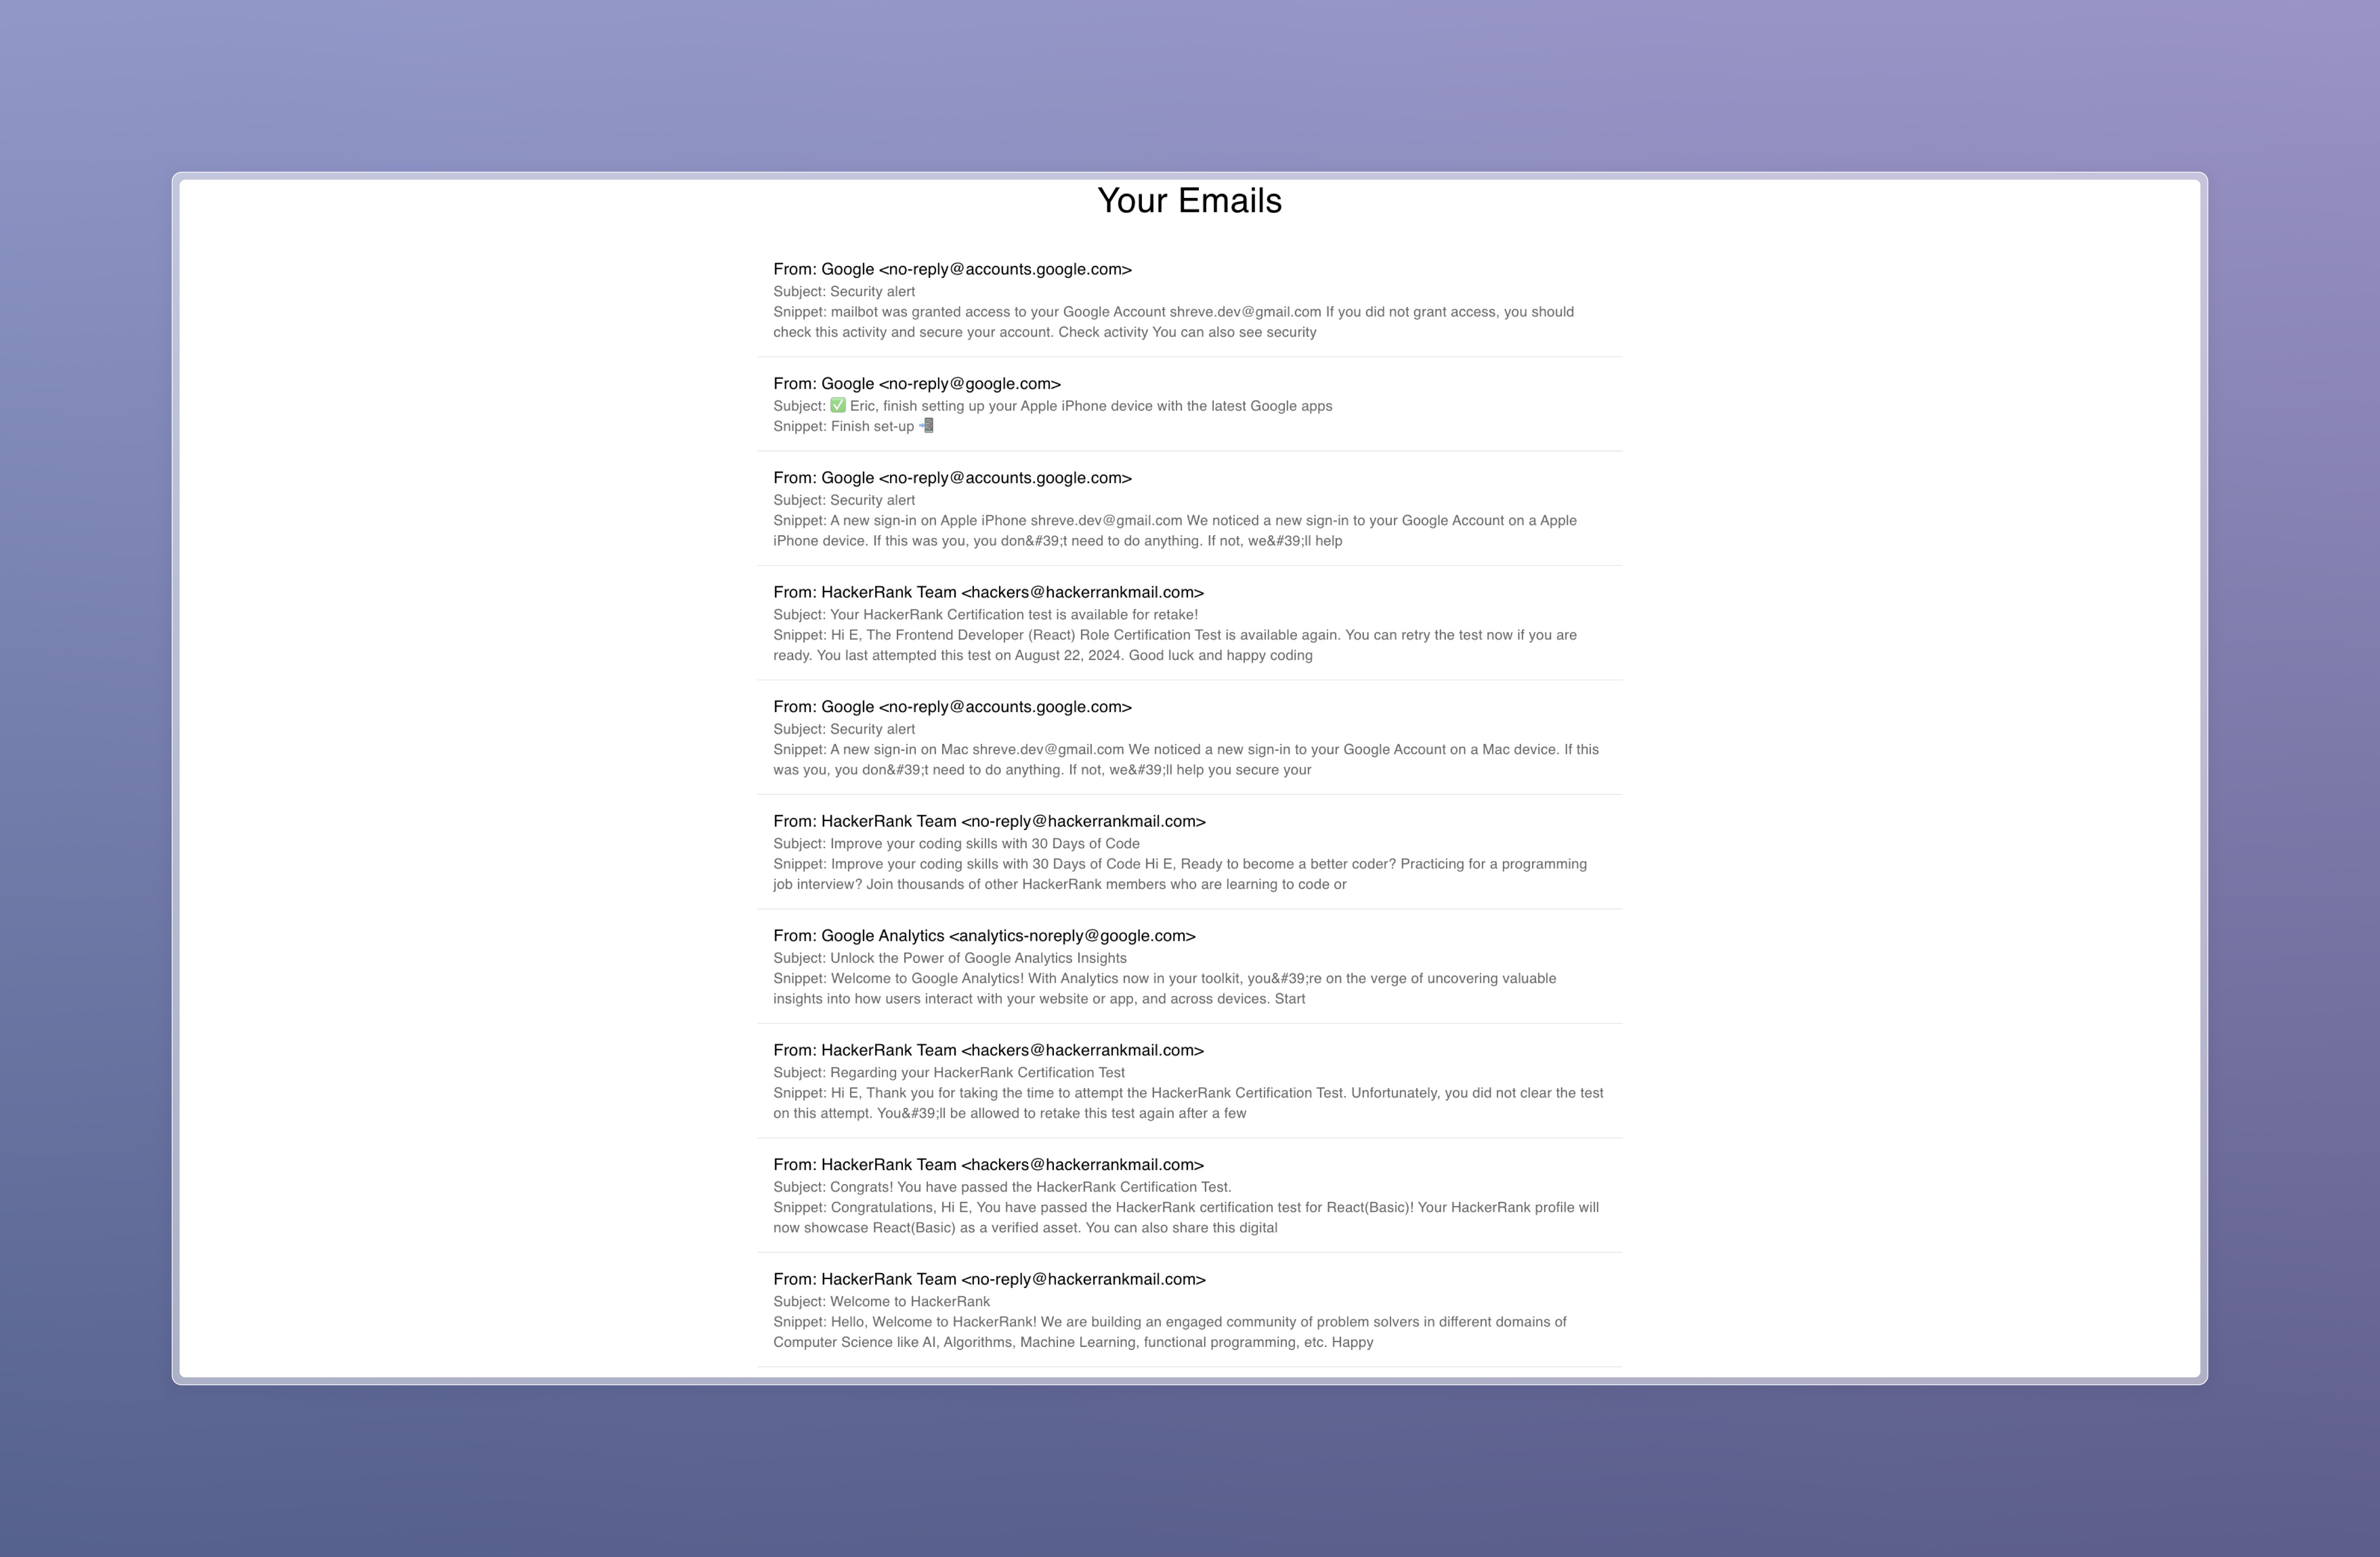 Your Emails
From: Google <no-reply@accounts.google.com>
Subject: Security alert
Snippet: mailbot was granted access to your Google Account shreve.dev@gmail.com If you did not grant access, you should
check this activity and secure your account. Check activity You can also see security
From: Google <no-reply@google.com>
Subject: ✅ Eric, finish setting up your Apple iPhone device with the latest Google apps
Snippet: Finish set-up 📲
From: Google <no-reply@accounts.google.com>
Subject: Security alert
Snippet: A new sign-in on Apple iPhone shreve.dev@gmail.com We noticed a new sign-in to your Google Account on a Apple
iPhone device. If this was you, you don&#39;t need to do anything. If not, we&#39;ll help
From: HackerRank Team <hackers@hackerrankmail.com>
Subject: Your HackerRank Certification test is available for retake!
Snippet: Hi E, The Frontend Developer (React) Role Certification Test is available again. You can retry the test now if you are
ready. You last attempted this test on August 22, 2024. Good luck and happy coding
From: Google <no-reply@accounts.google.com>
Subject: Security alert
Snippet: A new sign-in on Mac shreve.dev@gmail.com We noticed a new sign-in to your Google Account on a Mac device. If this
was you, you don&#39;t need to do anything. If not, we&#39;ll help you secure your
From: HackerRank Team <no-reply@hackerrankmail.com>
Subject: Improve your coding skills with 30 Days of Code
Snippet: Improve your coding skills with 30 Days of Code Hi E, Ready to become a better coder? Practicing for a programming
job interview? Join thousands of other HackerRank members who are learning to code or
From: Google Analytics <analytics-noreply@google.com>
Subject: Unlock the Power of Google Analytics Insights
Snippet: Welcome to Google Analytics! With Analytics now in your toolkit, you&#39;re on the verge of uncovering valuable
insights into how users interact with your website or app, and across devices. Start
From: HackerRank Team <hackers@hackerrankmail.com>
Subject: Regarding your HackerRank Certification Test
Snippet: Hi E, Thank you for taking the time to attempt the HackerRank Certification Test. Unfortunately, you did not clear the test
on this attempt. You&#39;ll be allowed to retake this test again after a few
From: HackerRank Team <hackers@hackerrankmail.com>
Subject: Congrats! You have passed the HackerRank Certification Test.
Snippet: Congratulations, Hi E, You have passed the HackerRank certification test for React(Basic)! Your HackerRank profile will
now showcase React(Basic) as a verified asset. You can also share this digital
From: HackerRank Team <no-reply@hackerrankmail.com>
Subject: Welcome to HackerRank
Snippet: Hello, Welcome to HackerRank! We are building an engaged community of problem solvers in different domains of
Computer Science like AI, Algorithms, Machine Learning, functional programming, etc. Happy